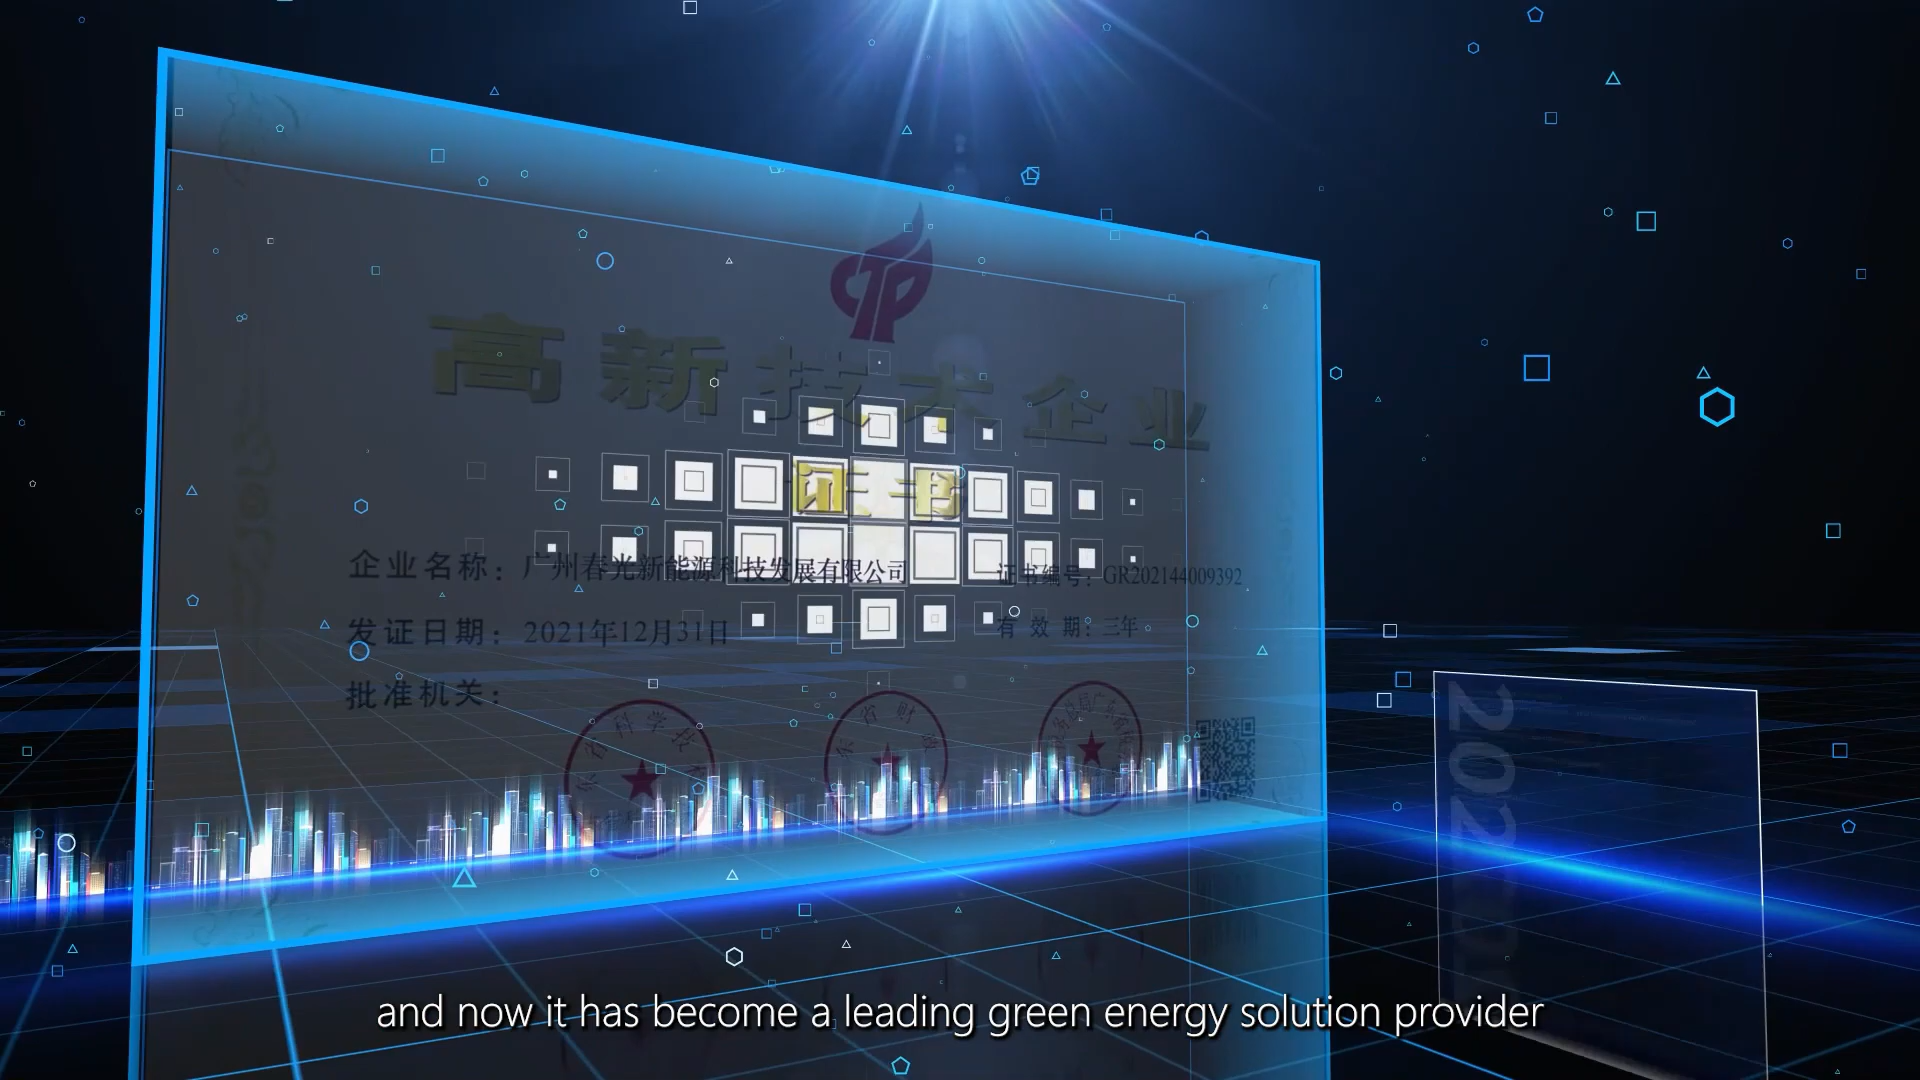 高新技术企业
证书
企业名称：广州春光新能源科技发展有限公司
证书编号：GR202144009392
发证日期：2021年12月31日
有 效 期：三年
批准机关：
and now it has become a leading green energy solution provider